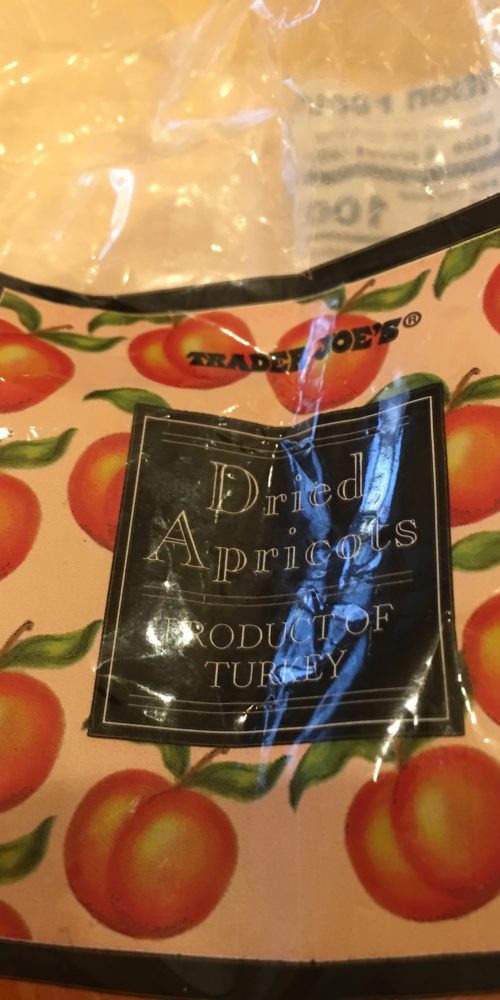 TRADER JOE'S®
Dried
Apricots
PRODUCT OF
TURKEY